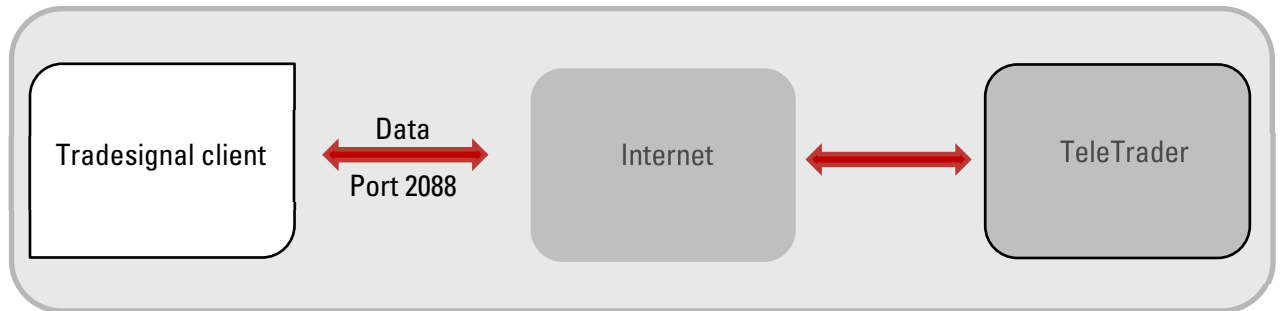 Tradesignal client
Data
Port 2088
Internet
TeleTrader